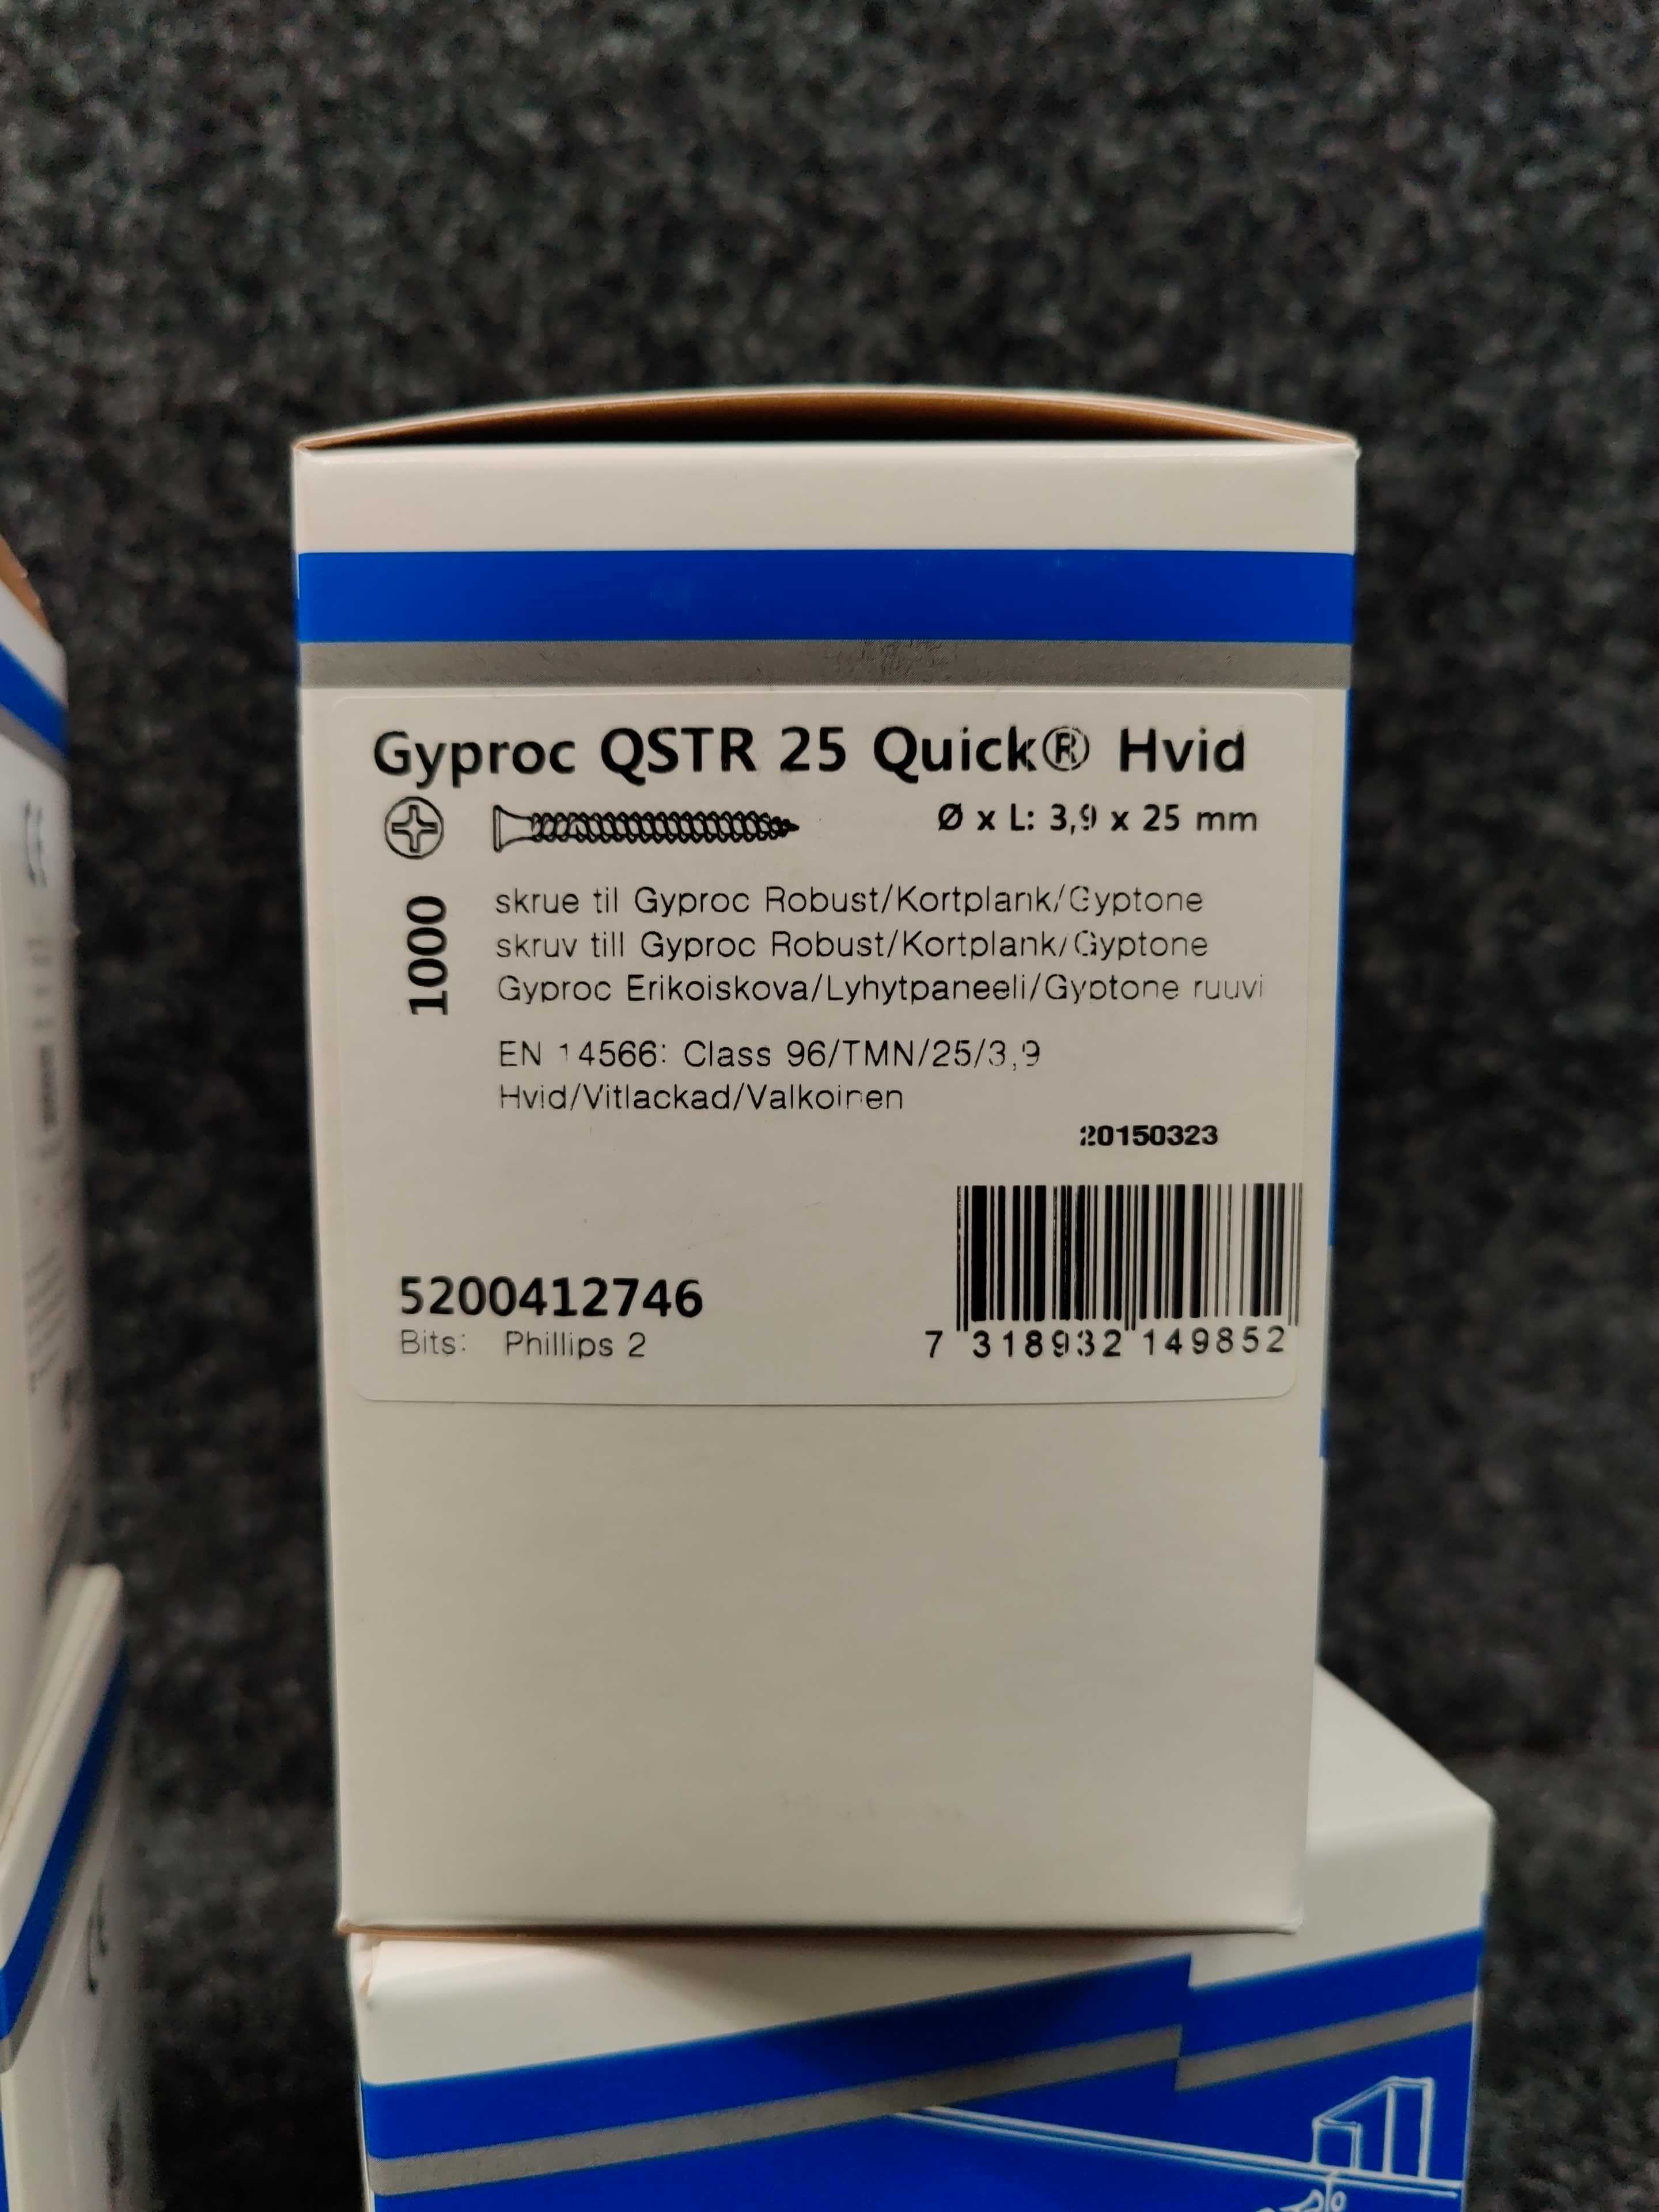 Gyproc QSTR 25 Quick® Hvid
Ø x L: 3,9 x 25 mm
1000
skrue til Gyproc Robust/Kortplank/Gyptone
skruv till Gyproc Robust/Kortplank/Gyptone
Gyproc Erikoiskova/Lyhytpaneeli/Gyptone ruuvi
EN 14566: Class 96/TMN/25/3,9
Hvid/Vitlackad/Valkoinen
20150323
5200412746
Bits: Phillips 2
7 318932 149852